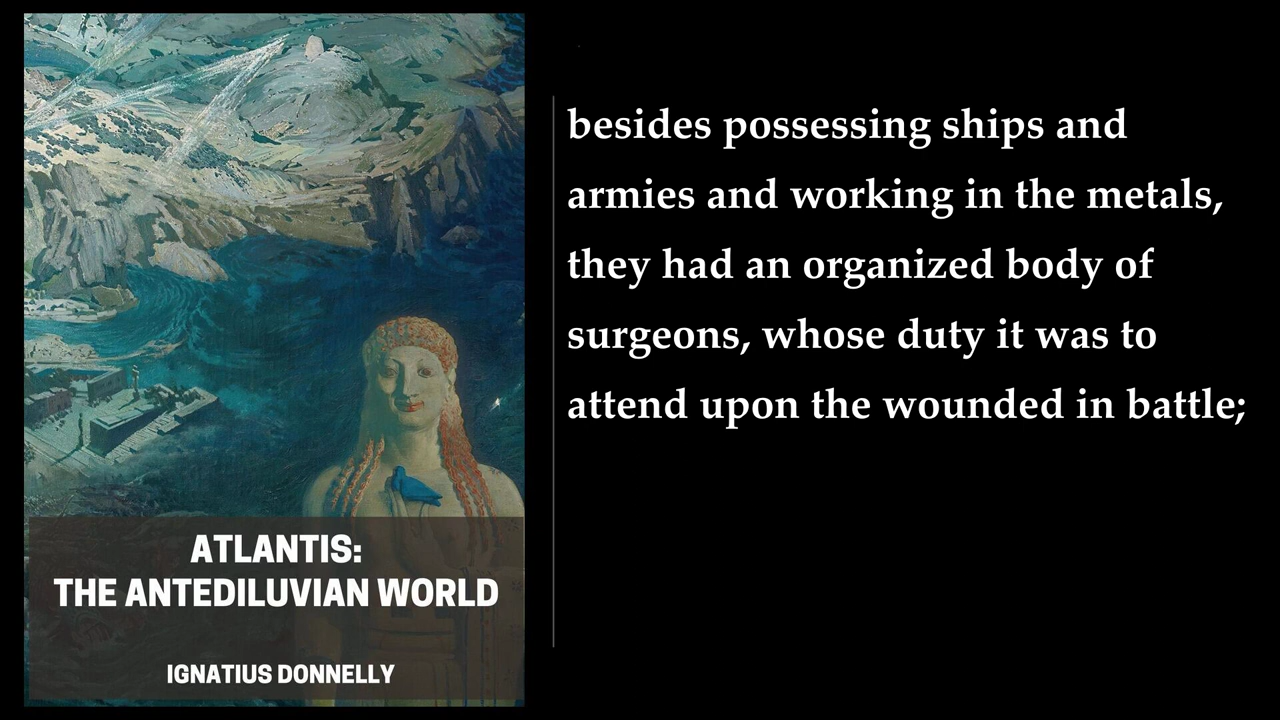 ATLANTIS:
THE ANTEDILUVIAN WORLD
IGNATIUS DONNELLY
besides possessing ships and
armies and working in the metals,
they had an organized body of
surgeons, whose duty it was to
attend upon the wounded in battle;